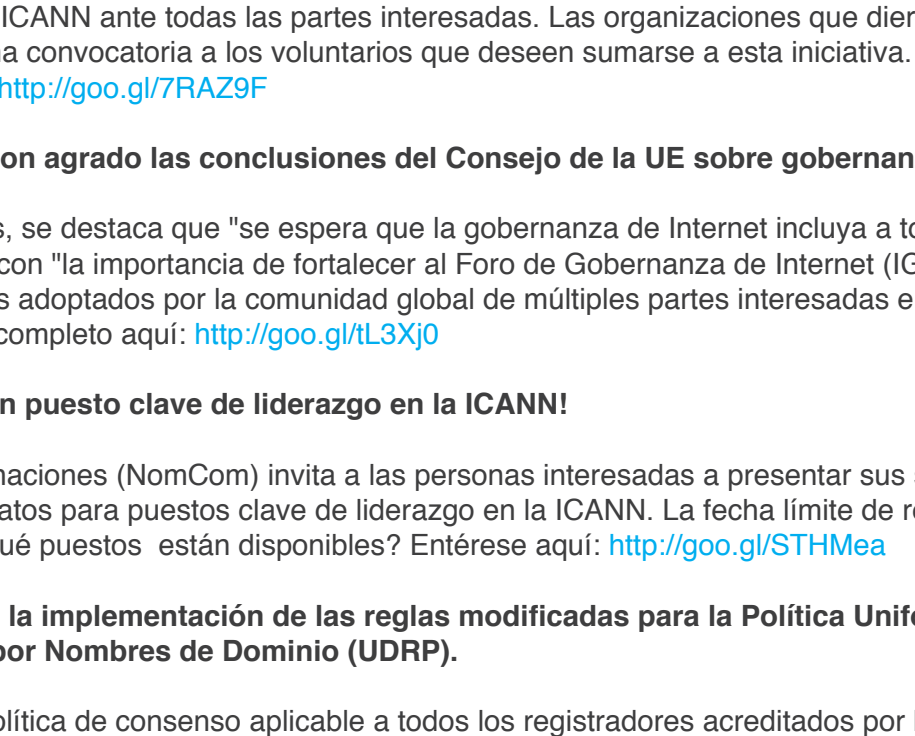 ICANN ante todas las partes interesadas. Las organizaciones que dier
a convocatoria a los voluntarios que deseen sumarse a esta iniciativa.
http://goo.gl/7RAZ9F
on agrado las conclusiones del Consejo de la UE sobre gobernan
s, se destaca que "se espera que la gobernanza de Internet incluya a to
con "la importancia de fortalecer al Foro de Gobernanza de Internet (IG
s adoptados por la comunidad global de múltiples partes interesadas e
completo aquí: http://goo.gl/tL3Xj0
n puesto clave de liderazgo en la ICANN!
naciones (NomCom) invita a las personas interesadas a presentar sus
atos para puestos clave de liderazgo en la ICANN. La fecha límite de re
ué puestos están disponibles? Entérese aquí: http://goo.gl/STHMea
la implementación de las reglas modificadas para la Política Unifo
por Nombres de Dominio (UDRP).
olítica de consenso aplicable a todos los registradores acreditados por